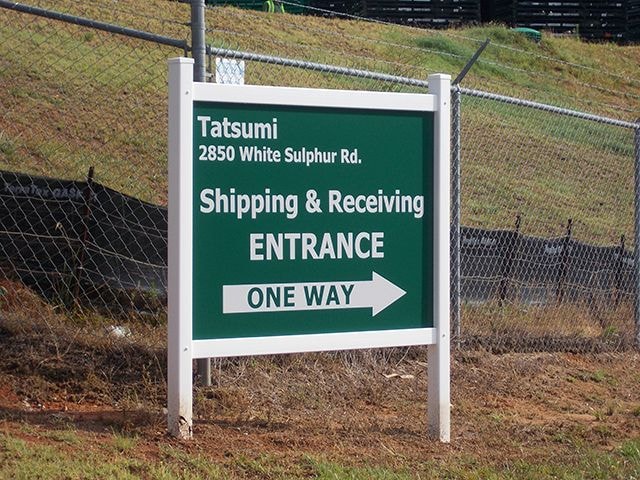 Tatsumi
2850 White Sulphur Rd.
Shipping & Receiving
ENTRANCE
ONE WAY